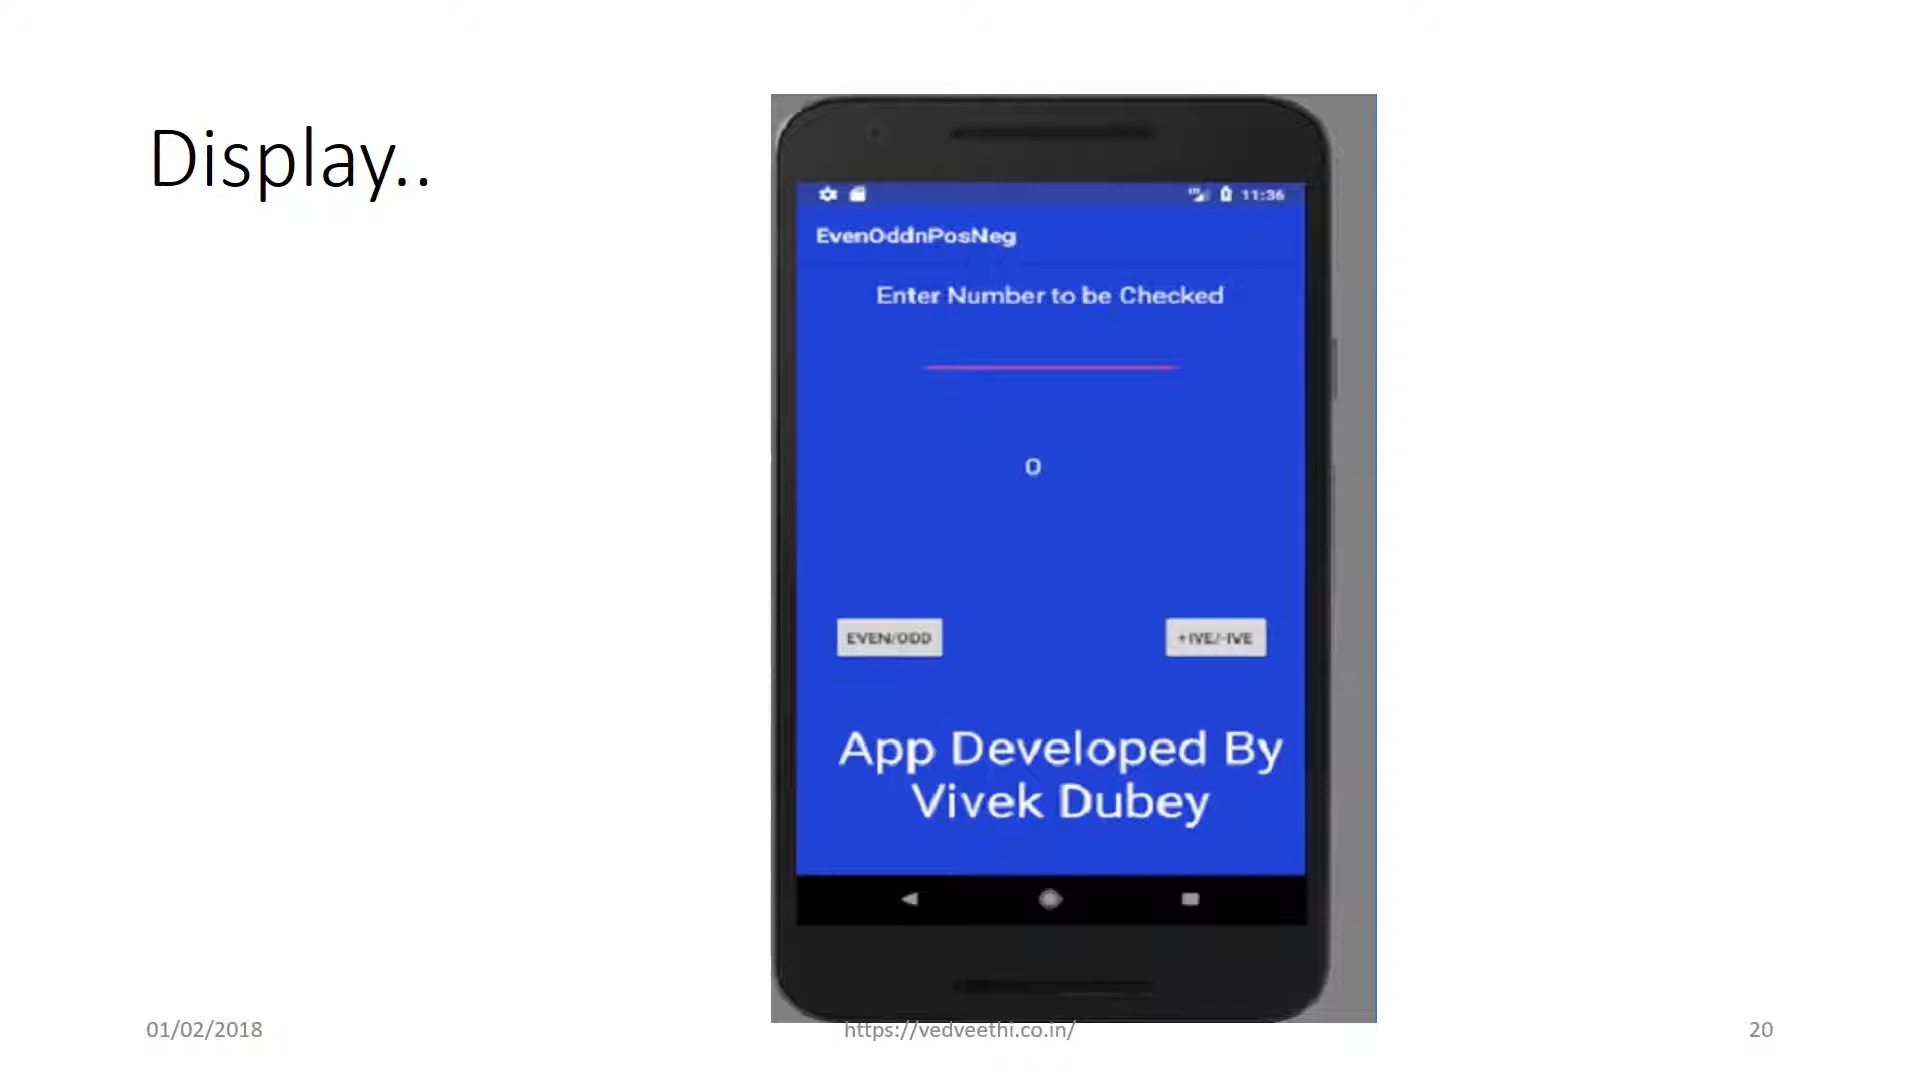 Display..
11:36
EvenOddnPosNeg
Enter Number to be Checked
0
EVEN/ODD
+IVE/-IVE
App Developed By
Vivek Dubey
01/02/2018
https://vedveethi.co.in/
20